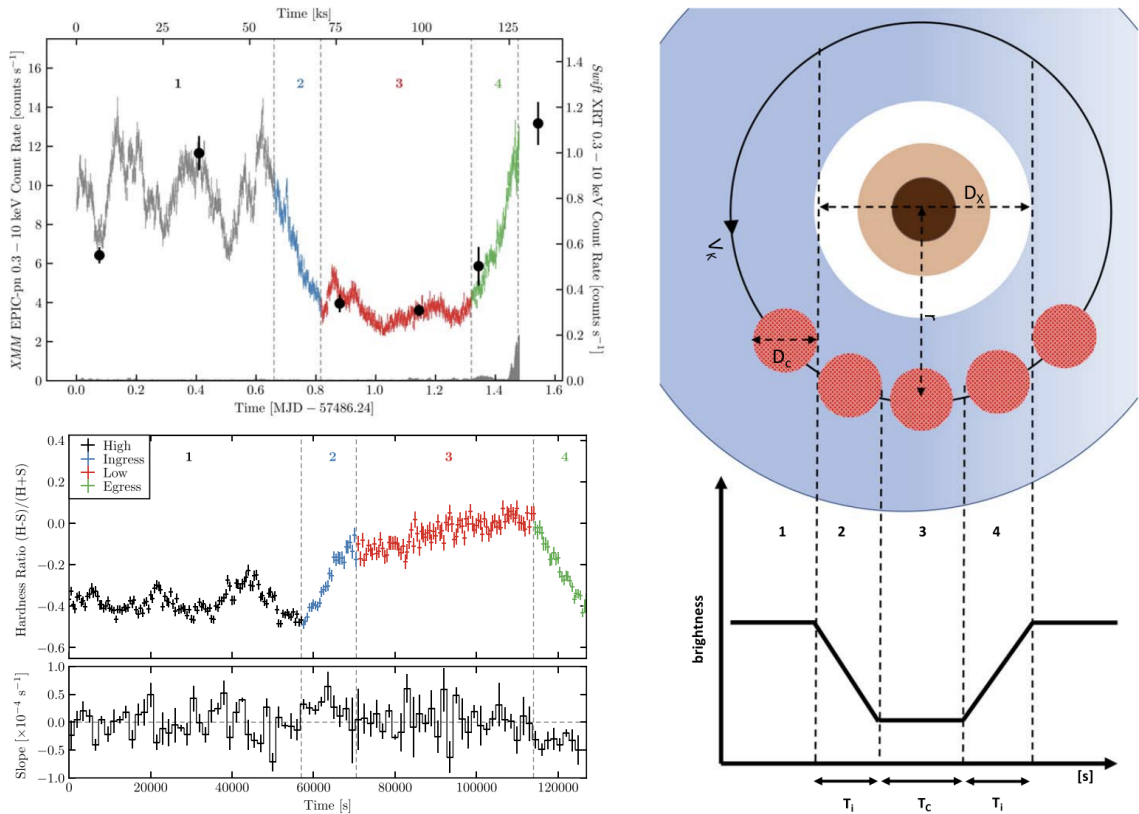 Time [ks]
0 25 50 75 100 125
XMM EPIC-pn 0.3 − 10 keV Count Rate [counts s⁻¹]
16
14
12
10
8
6
4
2
0
1 2 3 4
1.4
1.2
1.0
0.8
0.6
0.4
0.2
0.0
Swift XRT 0.3 − 10 keV Count Rate [counts s⁻¹]
0.0 0.2 0.4 0.6 0.8 1.0 1.2 1.4 1.6
Time [MJD − 57486.24]
Hardness Ratio (H-S)/(H+S)
0.4
0.2
0.0
−0.2
−0.4
−0.6
High
Ingress
Low
Egress
1 2 3 4
Slope [×10⁻⁴ s⁻¹]
1.0
0.5
0.0
−0.5
−1.0
0 20000 40000 60000 80000 100000 120000
Time [s]
D_X
V_K
r
D_c
1 2 3 4
brightness
[s]
T_i T_c T_i